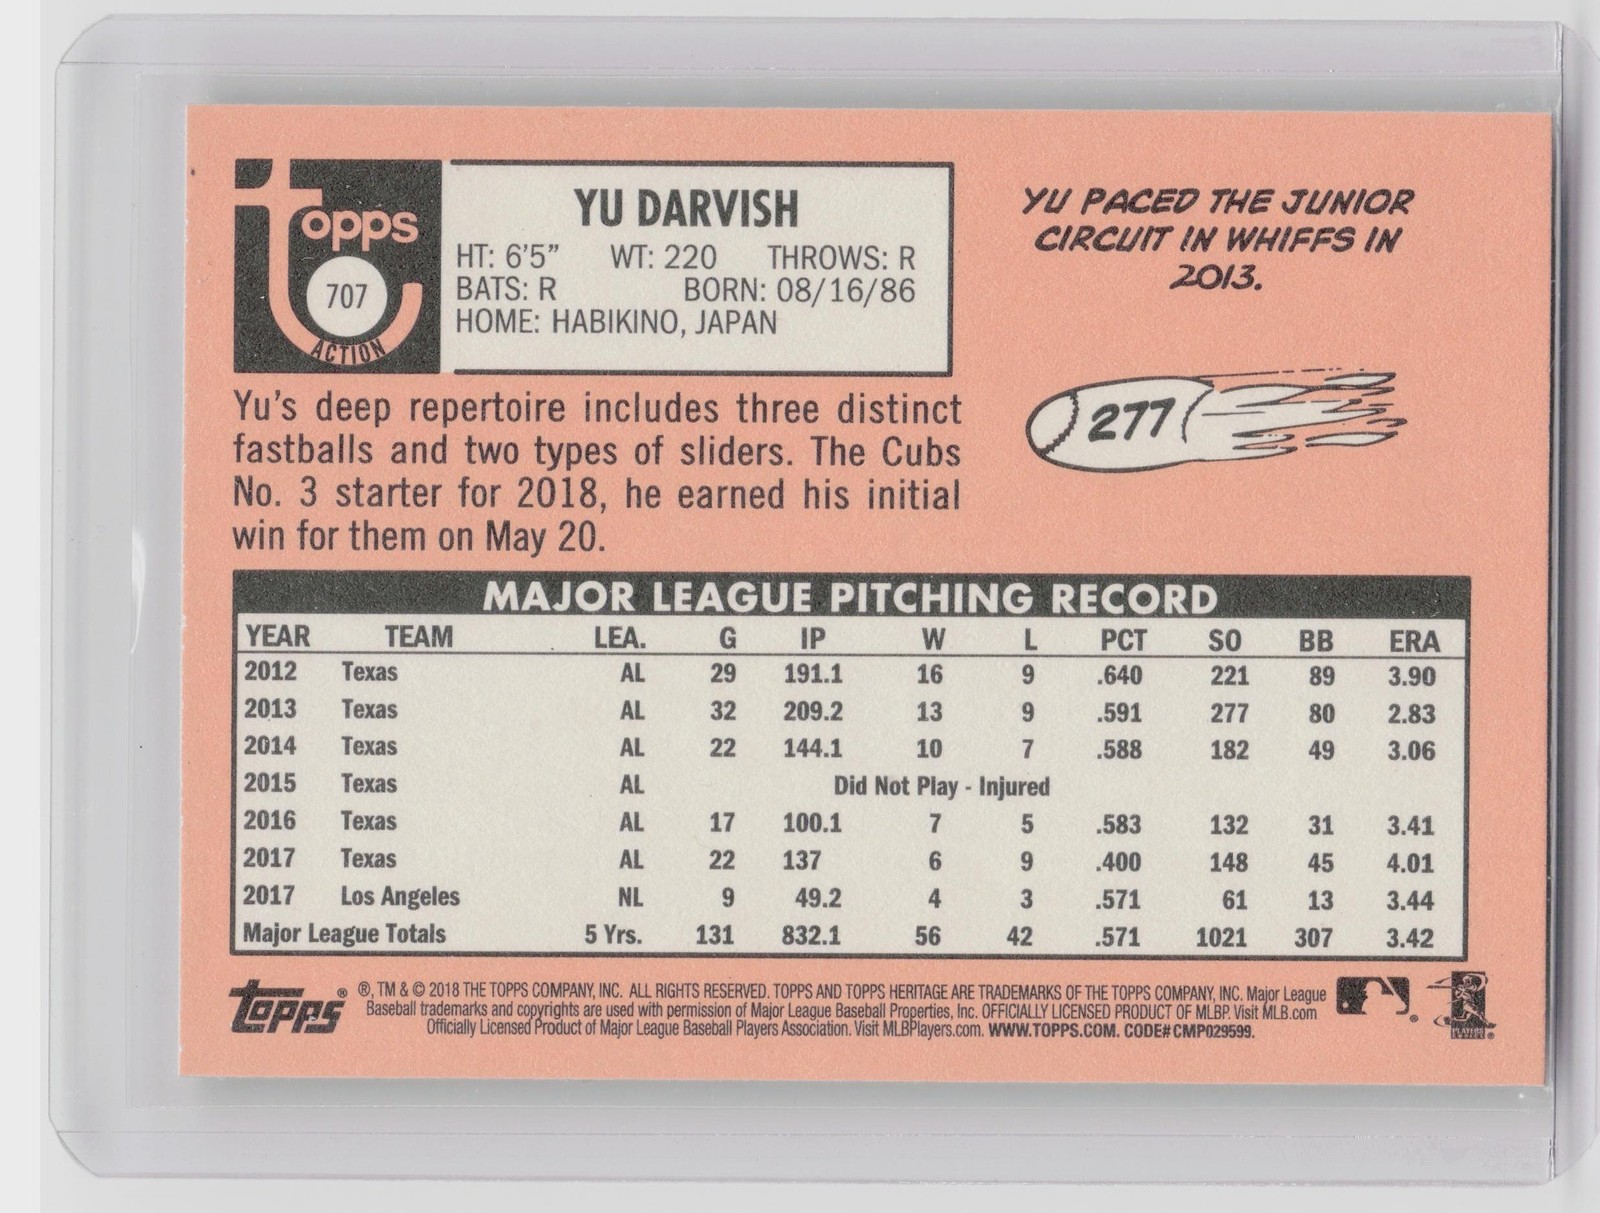 topps
707
ACTION
YU DARVISH
HT: 6'5" WT: 220 THROWS: R
BATS: R BORN: 08/16/86
HOME: HABIKINO, JAPAN
YU PACED THE JUNIOR
CIRCUIT IN WHIFFS IN
2013.
277
Yu's deep repertoire includes three distinct
fastballs and two types of sliders. The Cubs
No. 3 starter for 2018, he earned his initial
win for them on May 20.
MAJOR LEAGUE PITCHING RECORD
YEAR TEAM LEA. G IP W L PCT SO BB ERA
2012 Texas AL 29 191.1 16 9 .640 221 89 3.90
2013 Texas AL 32 209.2 13 9 .591 277 80 2.83
2014 Texas AL 22 144.1 10 7 .588 182 49 3.06
2015 Texas AL Did Not Play - Injured
2016 Texas AL 17 100.1 7 5 .583 132 31 3.41
2017 Texas AL 22 137 6 9 .400 148 45 4.01
2017 Los Angeles NL 9 49.2 4 3 .571 61 13 3.44
Major League Totals 5 Yrs. 131 832.1 56 42 .571 1021 307 3.42
TOPPS ®
®, TM & © 2018 THE TOPPS COMPANY, INC. ALL RIGHTS RESERVED. TOPPS AND TOPPS HERITAGE ARE TRADEMARKS OF THE TOPPS COMPANY, INC. Major League
Baseball trademarks and copyrights are used with permission of Major League Baseball Properties, Inc. OFFICIALLY LICENSED PRODUCT OF MLBP. Visit MLB.com
Officially Licensed Product of Major League Baseball Players Association. Visit MLBPlayers.com. WWW.TOPPS.COM. CODE# CMP029599.
PLAYERS